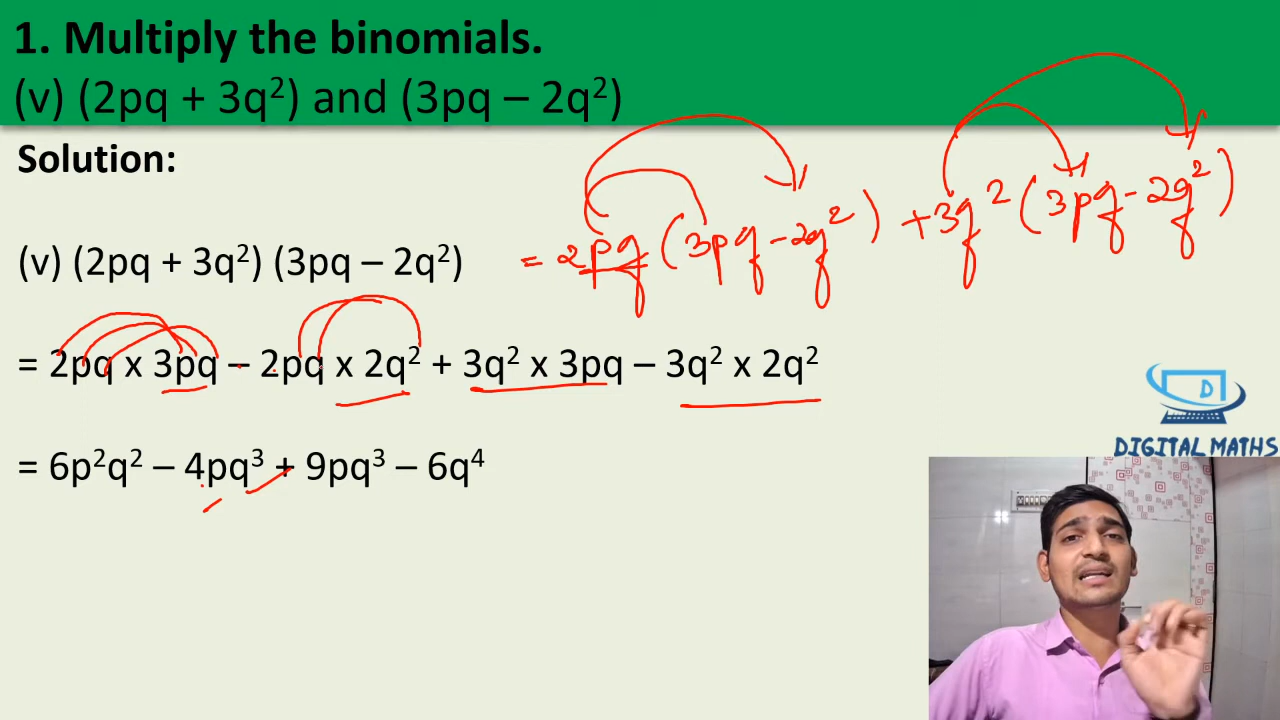 1. Multiply the binomials.
(v) (2pq + 3q²) and (3pq – 2q²)
Solution:
(v) (2pq + 3q²) (3pq – 2q²)
= 2pq (3pq - 2q²) + 3q² (3pq - 2q²)
= 2pq x 3pq – 2pq x 2q² + 3q² x 3pq – 3q² x 2q²
= 6p²q² – 4pq³ + 9pq³ – 6q⁴
D
DIGITAL MATHS